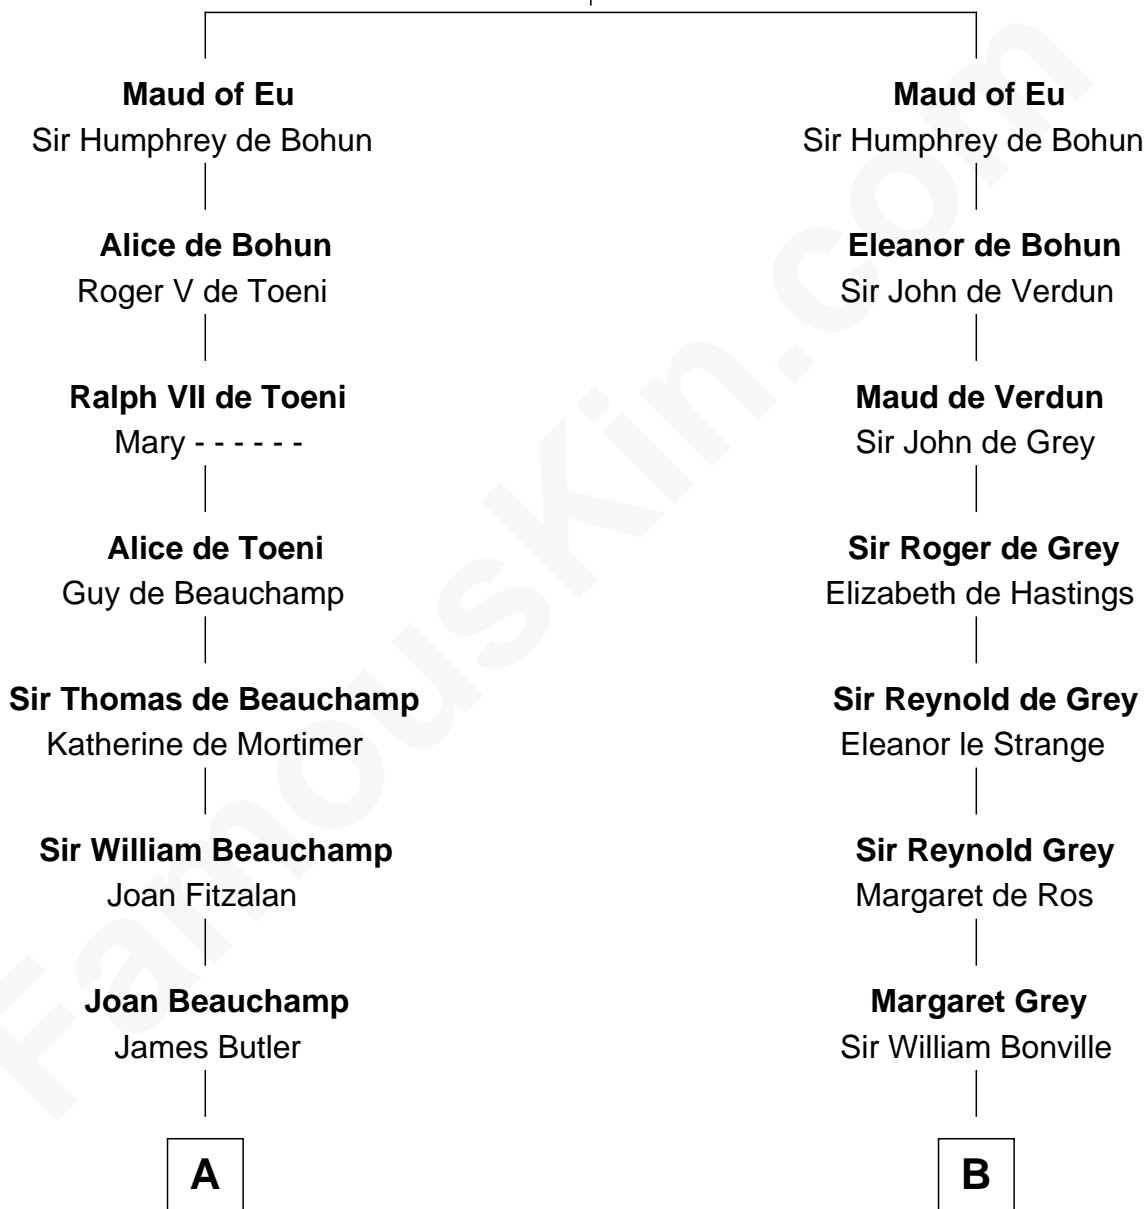 Maud of Eu
Sir Humphrey de Bohun
Alice de Bohun
Roger V de Toeni
Ralph VII de Toeni
Mary - - - - - -
Alice de Toeni
Guy de Beauchamp
Sir Thomas de Beauchamp
Katherine de Mortimer
Sir William Beauchamp
Joan Fitzalan
Joan Beauchamp
James Butler
A
Maud of Eu
Sir Humphrey de Bohun
Eleanor de Bohun
Sir John de Verdun
Maud de Verdun
Sir John de Grey
Sir Roger de Grey
Elizabeth de Hastings
Sir Reynold de Grey
Eleanor le Strange
Sir Reynold Grey
Margaret de Ros
Margaret Grey
Sir William Bonville
B
FamousKin.com